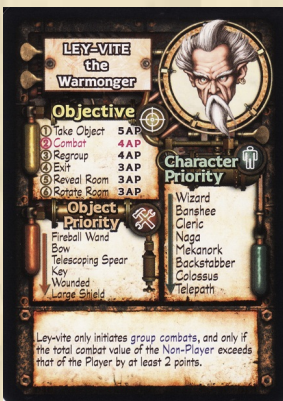 LEY-VITE
the
Warmonger
Objective
1 Take Object 5AP
2 Combat 4AP
3 Regroup 4AP
4 Exit 3AP
5 Reveal Room 3AP
6 Rotate Room 3AP
Object
Priority
Fireball Wand
Bow
Telescoping Spear
Key
Wounded
Large Shield
Character
Priority
Wizard
Banshee
Cleric
Naga
Mekanork
Backstabber
Colossus
Telepath
Ley-vite only initiates group combats, and only if
the total combat value of the Non-Player exceeds
that of the Player by at least 2 points.